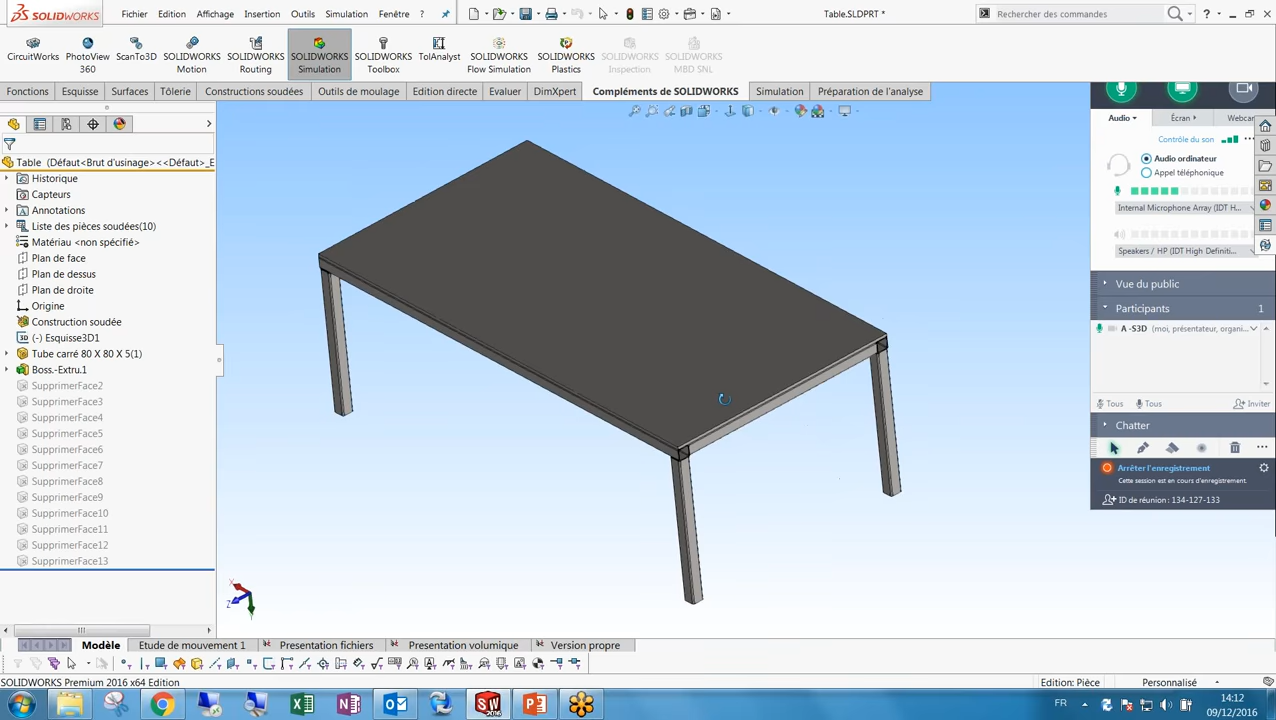 SOLIDWORKS
Fichier Edition Affichage Insertion Outils Simulation Fenêtre ?
Table.SLDPRT *
Rechercher des commandes
CircuitWorks
PhotoView 360
ScanTo3D
SOLIDWORKS Motion
SOLIDWORKS Routing
SOLIDWORKS Simulation
SOLIDWORKS Toolbox
TolAnalyst
SOLIDWORKS Flow Simulation
SOLIDWORKS Plastics
SOLIDWORKS Inspection
SOLIDWORKS MBD SNL
Fonctions Esquisse Surfaces Tôlerie Constructions soudées Outils de moulage Edition directe Evaluer DimXpert Compléments de SOLIDWORKS Simulation Préparation de l'analyse
Table (Défaut<Brut d'usinage><<Défaut>_E
Historique
Capteurs
Annotations
Liste des pièces soudées(10)
Matériau <non spécifié>
Plan de face
Plan de dessus
Plan de droite
Origine
Construction soudée
3D (-) Esquisse3D1
Tube carré 80 X 80 X 5(1)
Boss.-Extru.1
SupprimerFace2
SupprimerFace3
SupprimerFace4
SupprimerFace5
SupprimerFace6
SupprimerFace7
SupprimerFace8
SupprimerFace9
SupprimerFace10
SupprimerFace11
SupprimerFace12
SupprimerFace13
X
Z
Audio Écran Webcam
Contrôle du son
Audio ordinateur
Appel téléphonique
Internal Microphone Array (IDT H...
Speakers / HP (IDT High Definiti...
Vue du public
Participants 1
A -S3D (moi, présentateur, organi...
Tous Tous Inviter
Chatter
Arrêter l'enregistrement
Cette session est en cours d'enregistrement.
ID de réunion : 134-127-133
Modèle Etude de mouvement 1 Presentation fichiers Presentation volumique Version propre
SOLIDWORKS Premium 2016 x64 Edition
Edition: Pièce Personnalisé
FR
14:12
09/12/2016